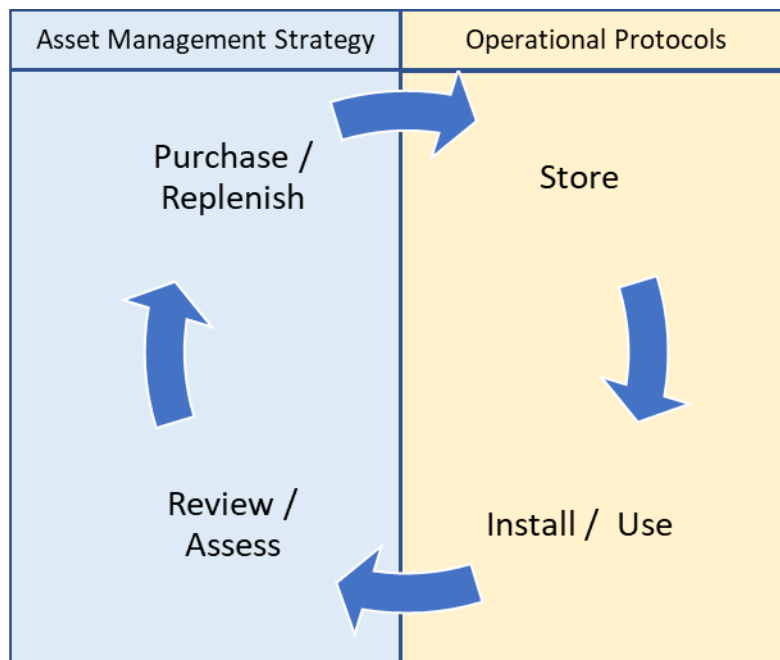 Asset Management Strategy
Operational Protocols
Purchase /
Replenish
Store
Review /
Assess
Install /  Use